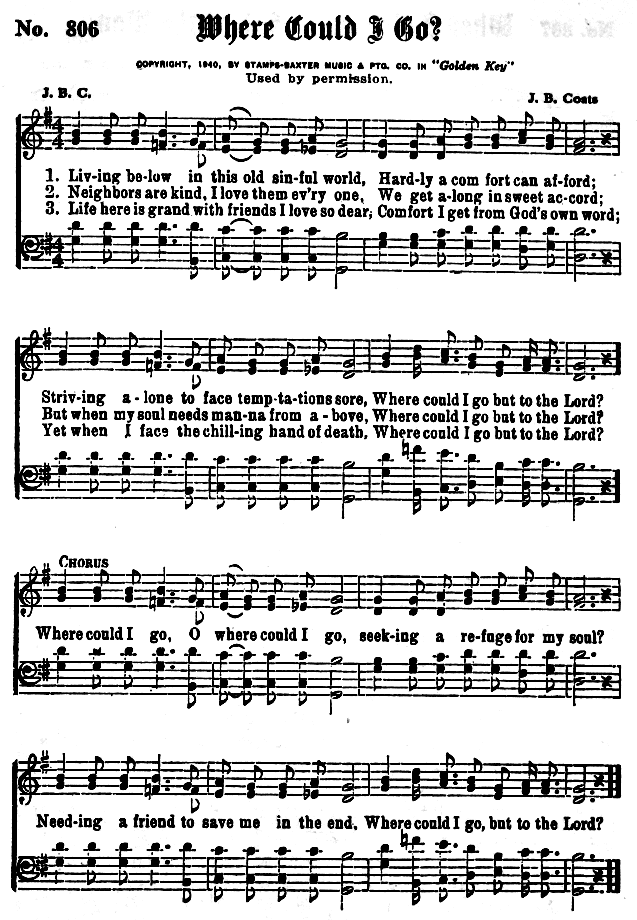 No. 806 Where Could I Go?
COPYRIGHT, 1940, BY STAMPS-BAXTER MUSIC & PTG. CO. IN "Golden Key"
Used by permission.
J. B. C. J. B. Coats
1. Liv-ing be-low in this old sin-ful world, Hard-ly a com fort can af-ford;
2. Neighbors are kind, I love them ev'ry one, We get a-long in sweet ac-cord;
3. Life here is grand with friends I love so dear, Comfort I get from God's own word;
Striv-ing a-lone to face temp-ta-tions sore, Where could I go but to the Lord?
But when my soul needs man-na from a-bove, Where could I go but to the Lord?
Yet when I face the chill-ing hand of death, Where could I go but to the Lord?
CHORUS
Where could I go, O where could I go, seek-ing a re-fuge for my soul?
Need-ing a friend to save me in the end, Where could I go, but to the Lord?